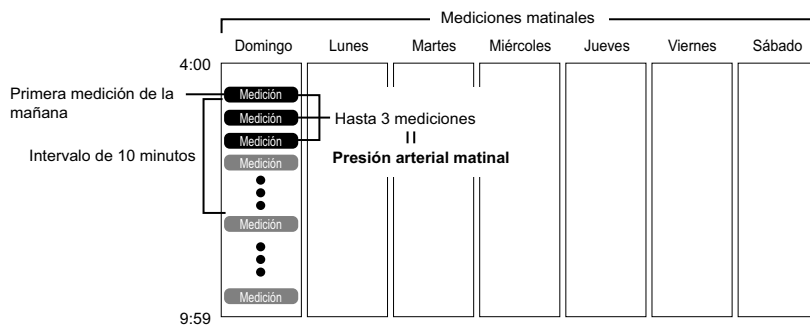 Mediciones matinales
Domingo Lunes Martes Miércoles Jueves Viernes Sábado
4:00
Primera medición de la
mañana
Medición
Medición
Hasta 3 mediciones
Medición
=
Presión arterial matinal
Intervalo de 10 minutos
Medición
Medición
Medición
9:59